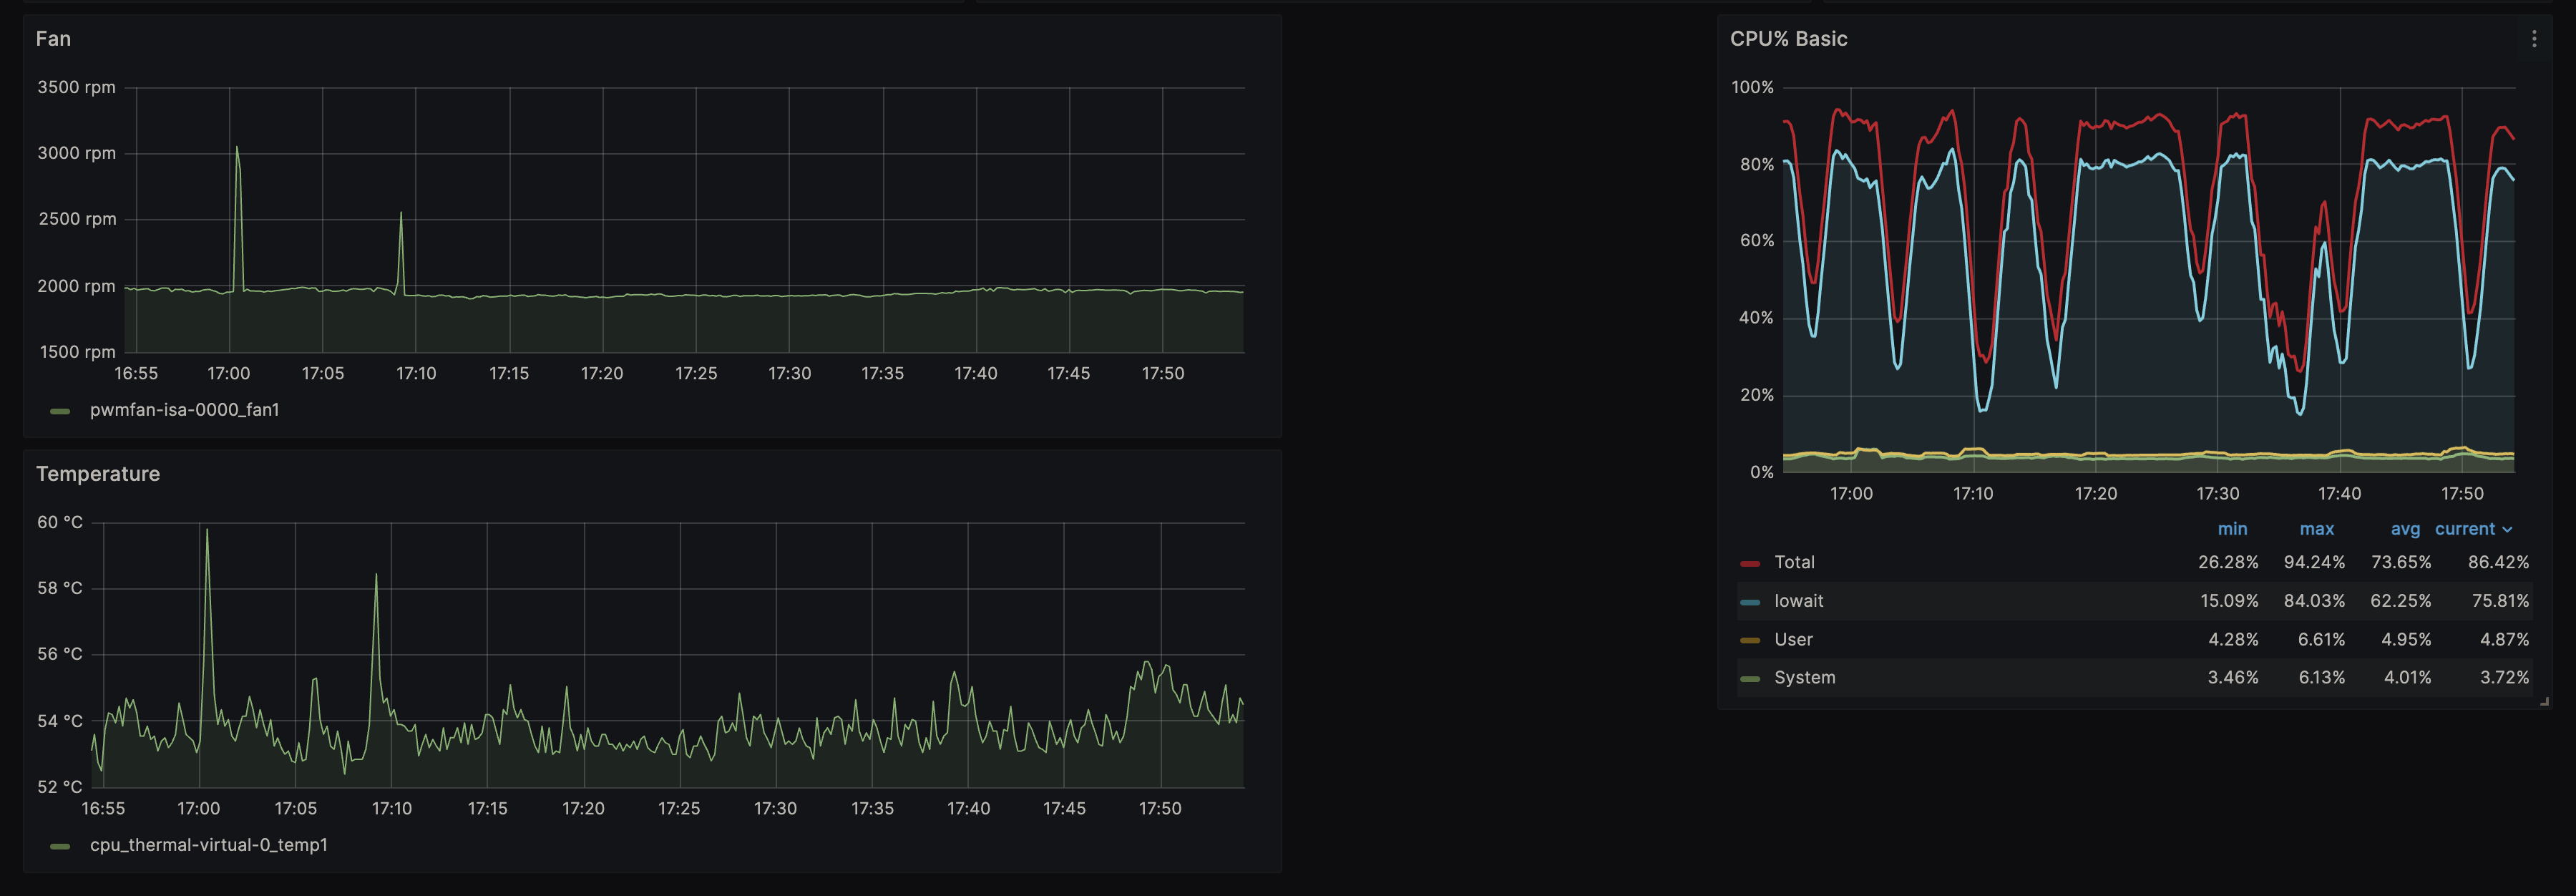 Fan
3500 rpm
3000 rpm
2500 rpm
2000 rpm
1500 rpm
16:55 17:00 17:05 17:10 17:15 17:20 17:25 17:30 17:35 17:40 17:45 17:50
pwmfan-isa-0000_fan1
Temperature
60 °C
58 °C
56 °C
54 °C
52 °C
16:55 17:00 17:05 17:10 17:15 17:20 17:25 17:30 17:35 17:40 17:45 17:50
cpu_thermal-virtual-0_temp1
CPU% Basic
100%
80%
60%
40%
20%
0%
17:00 17:10 17:20 17:30 17:40 17:50
min max avg current
Total 26.28% 94.24% 73.65% 86.42%
Iowait 15.09% 84.03% 62.25% 75.81%
User 4.28% 6.61% 4.95% 4.87%
System 3.46% 6.13% 4.01% 3.72%